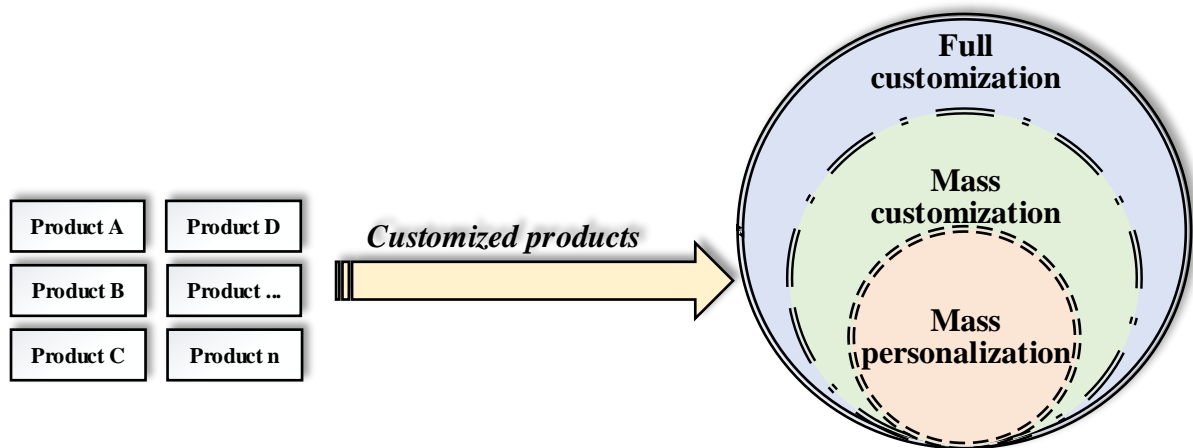 Full
customization
Mass
customization
Mass
personalization
Customized products
Product A
Product D
Product B
Product ...
Product C
Product n